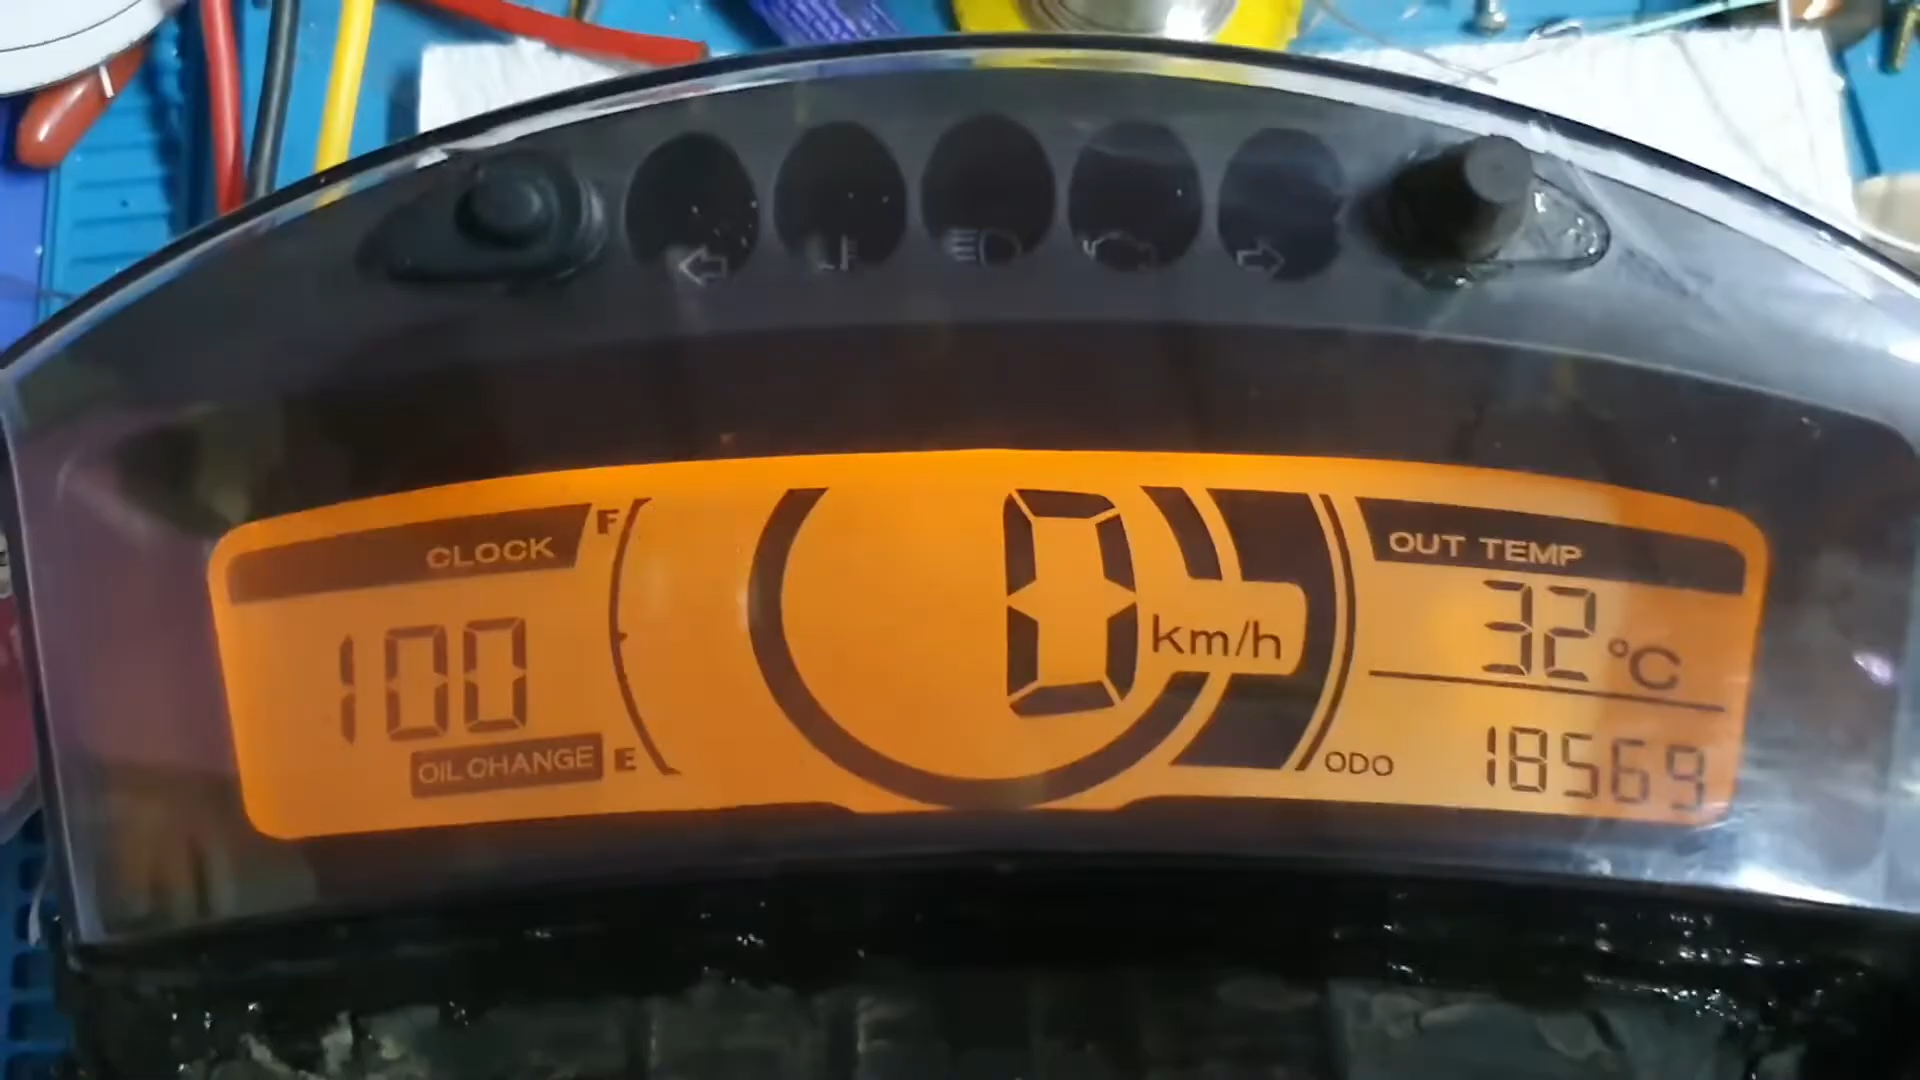 CLOCK
F
100
OIL CHANGE
E
0
km/h
OUT TEMP
32 °C
ODO
18569